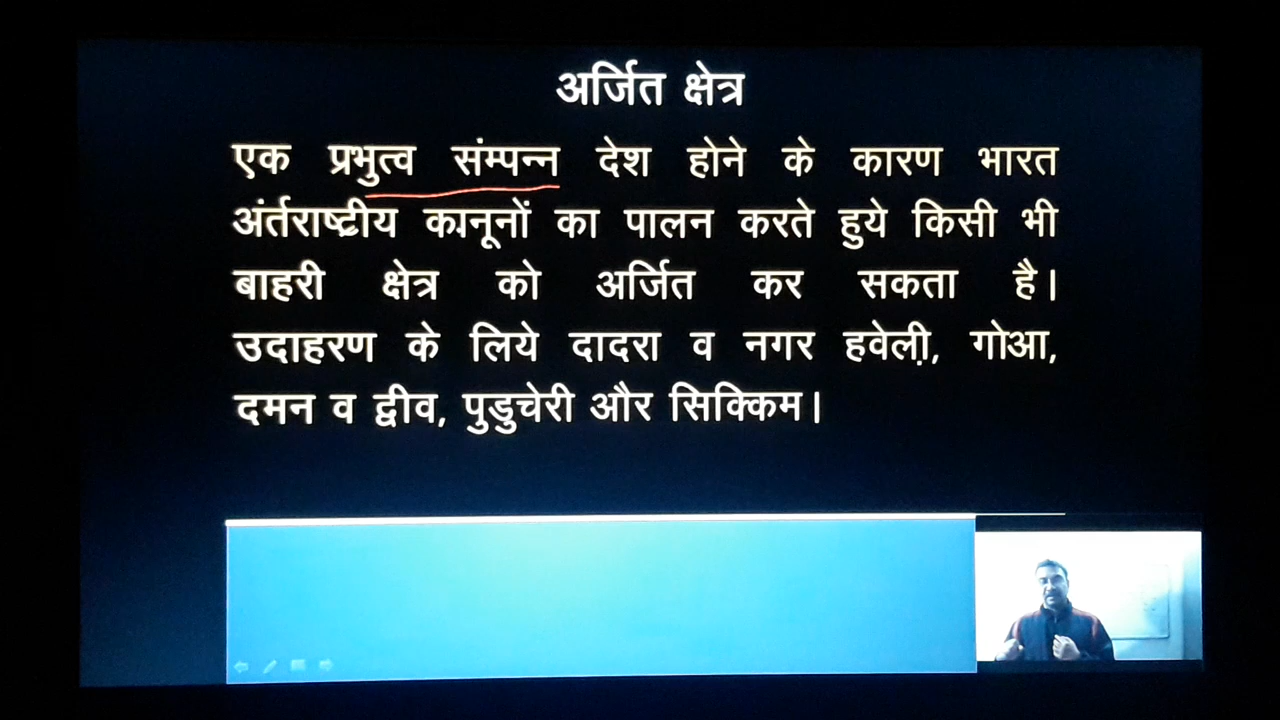 अर्जित क्षेत्र
एक प्रभुत्व संम्पन्न देश होने के कारण भारत
अंर्तराष्टीय कानूनों का पालन करते हुये किसी भी
बाहरी क्षेत्र को अर्जित कर सकता है।
उदाहरण के लिये दादरा व नगर हवेली, गोआ,
दमन व द्वीव, पुडुचेरी और सिक्किम।